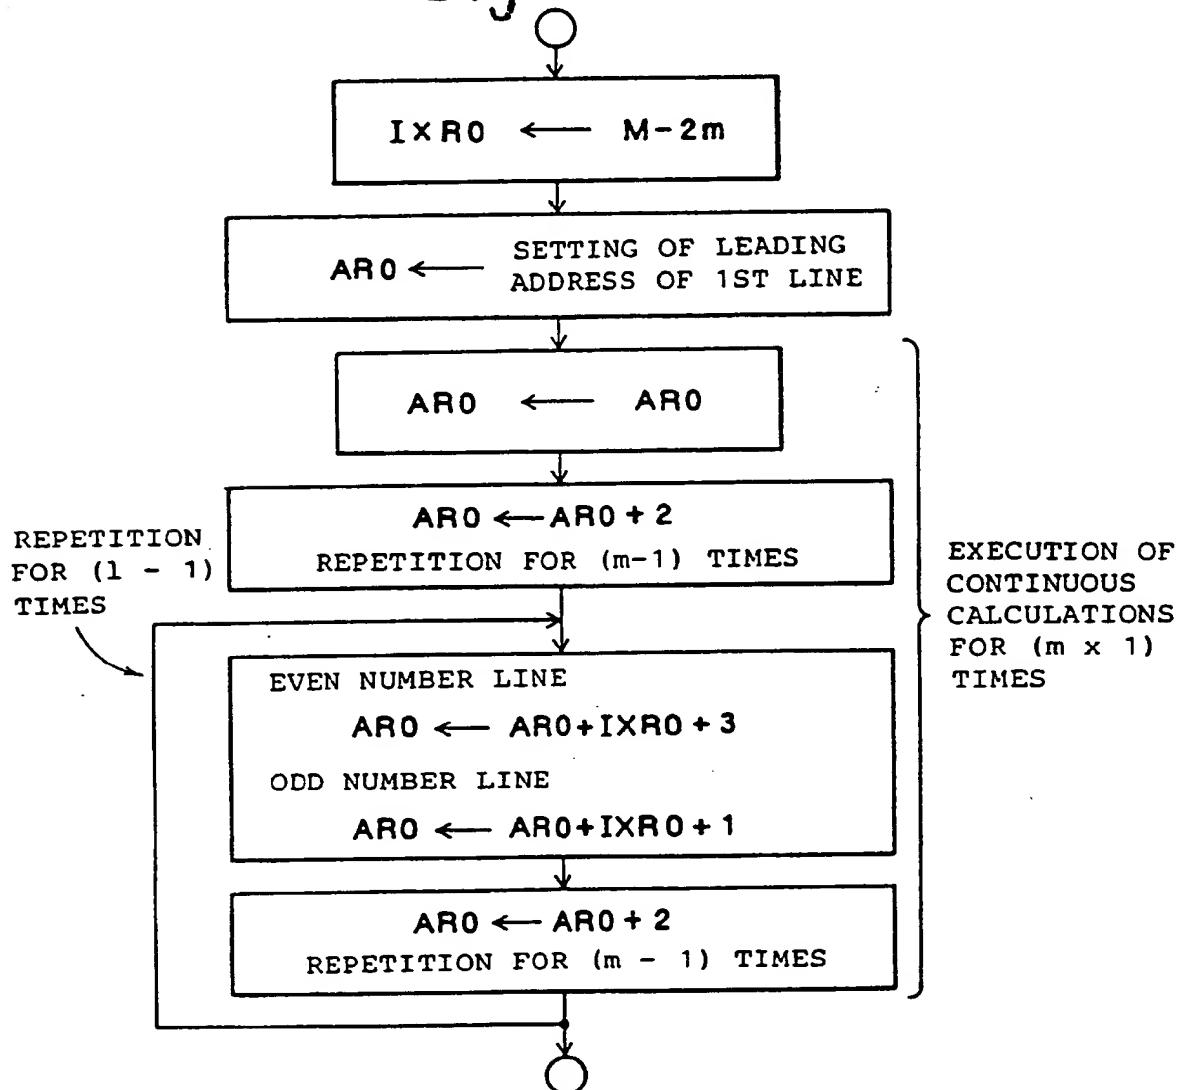 IXR0 ← M-2m
AR0 ← SETTING OF LEADING
ADDRESS OF 1ST LINE
AR0 ← AR0
AR0 ← AR0 + 2
REPETITION FOR (m-1) TIMES
REPETITION
FOR (l - 1)
TIMES
EXECUTION OF
CONTINUOUS
CALCULATIONS
FOR (m x l)
TIMES
EVEN NUMBER LINE
AR0 ← AR0+IXR0+3
ODD NUMBER LINE
AR0 ← AR0+IXR0+1
AR0 ← AR0 + 2
REPETITION FOR (m - 1) TIMES